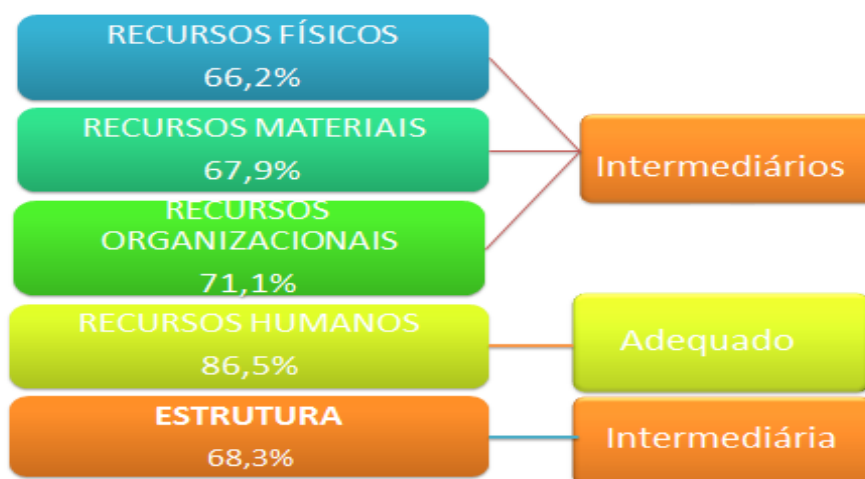 RECURSOS FÍSICOS
66,2%
RECURSOS MATERIAIS
67,9%
RECURSOS
ORGANIZACIONAIS
71,1%
Intermediários
RECURSOS HUMANOS
86,5%
Adequado
ESTRUTURA
68,3%
Intermediária